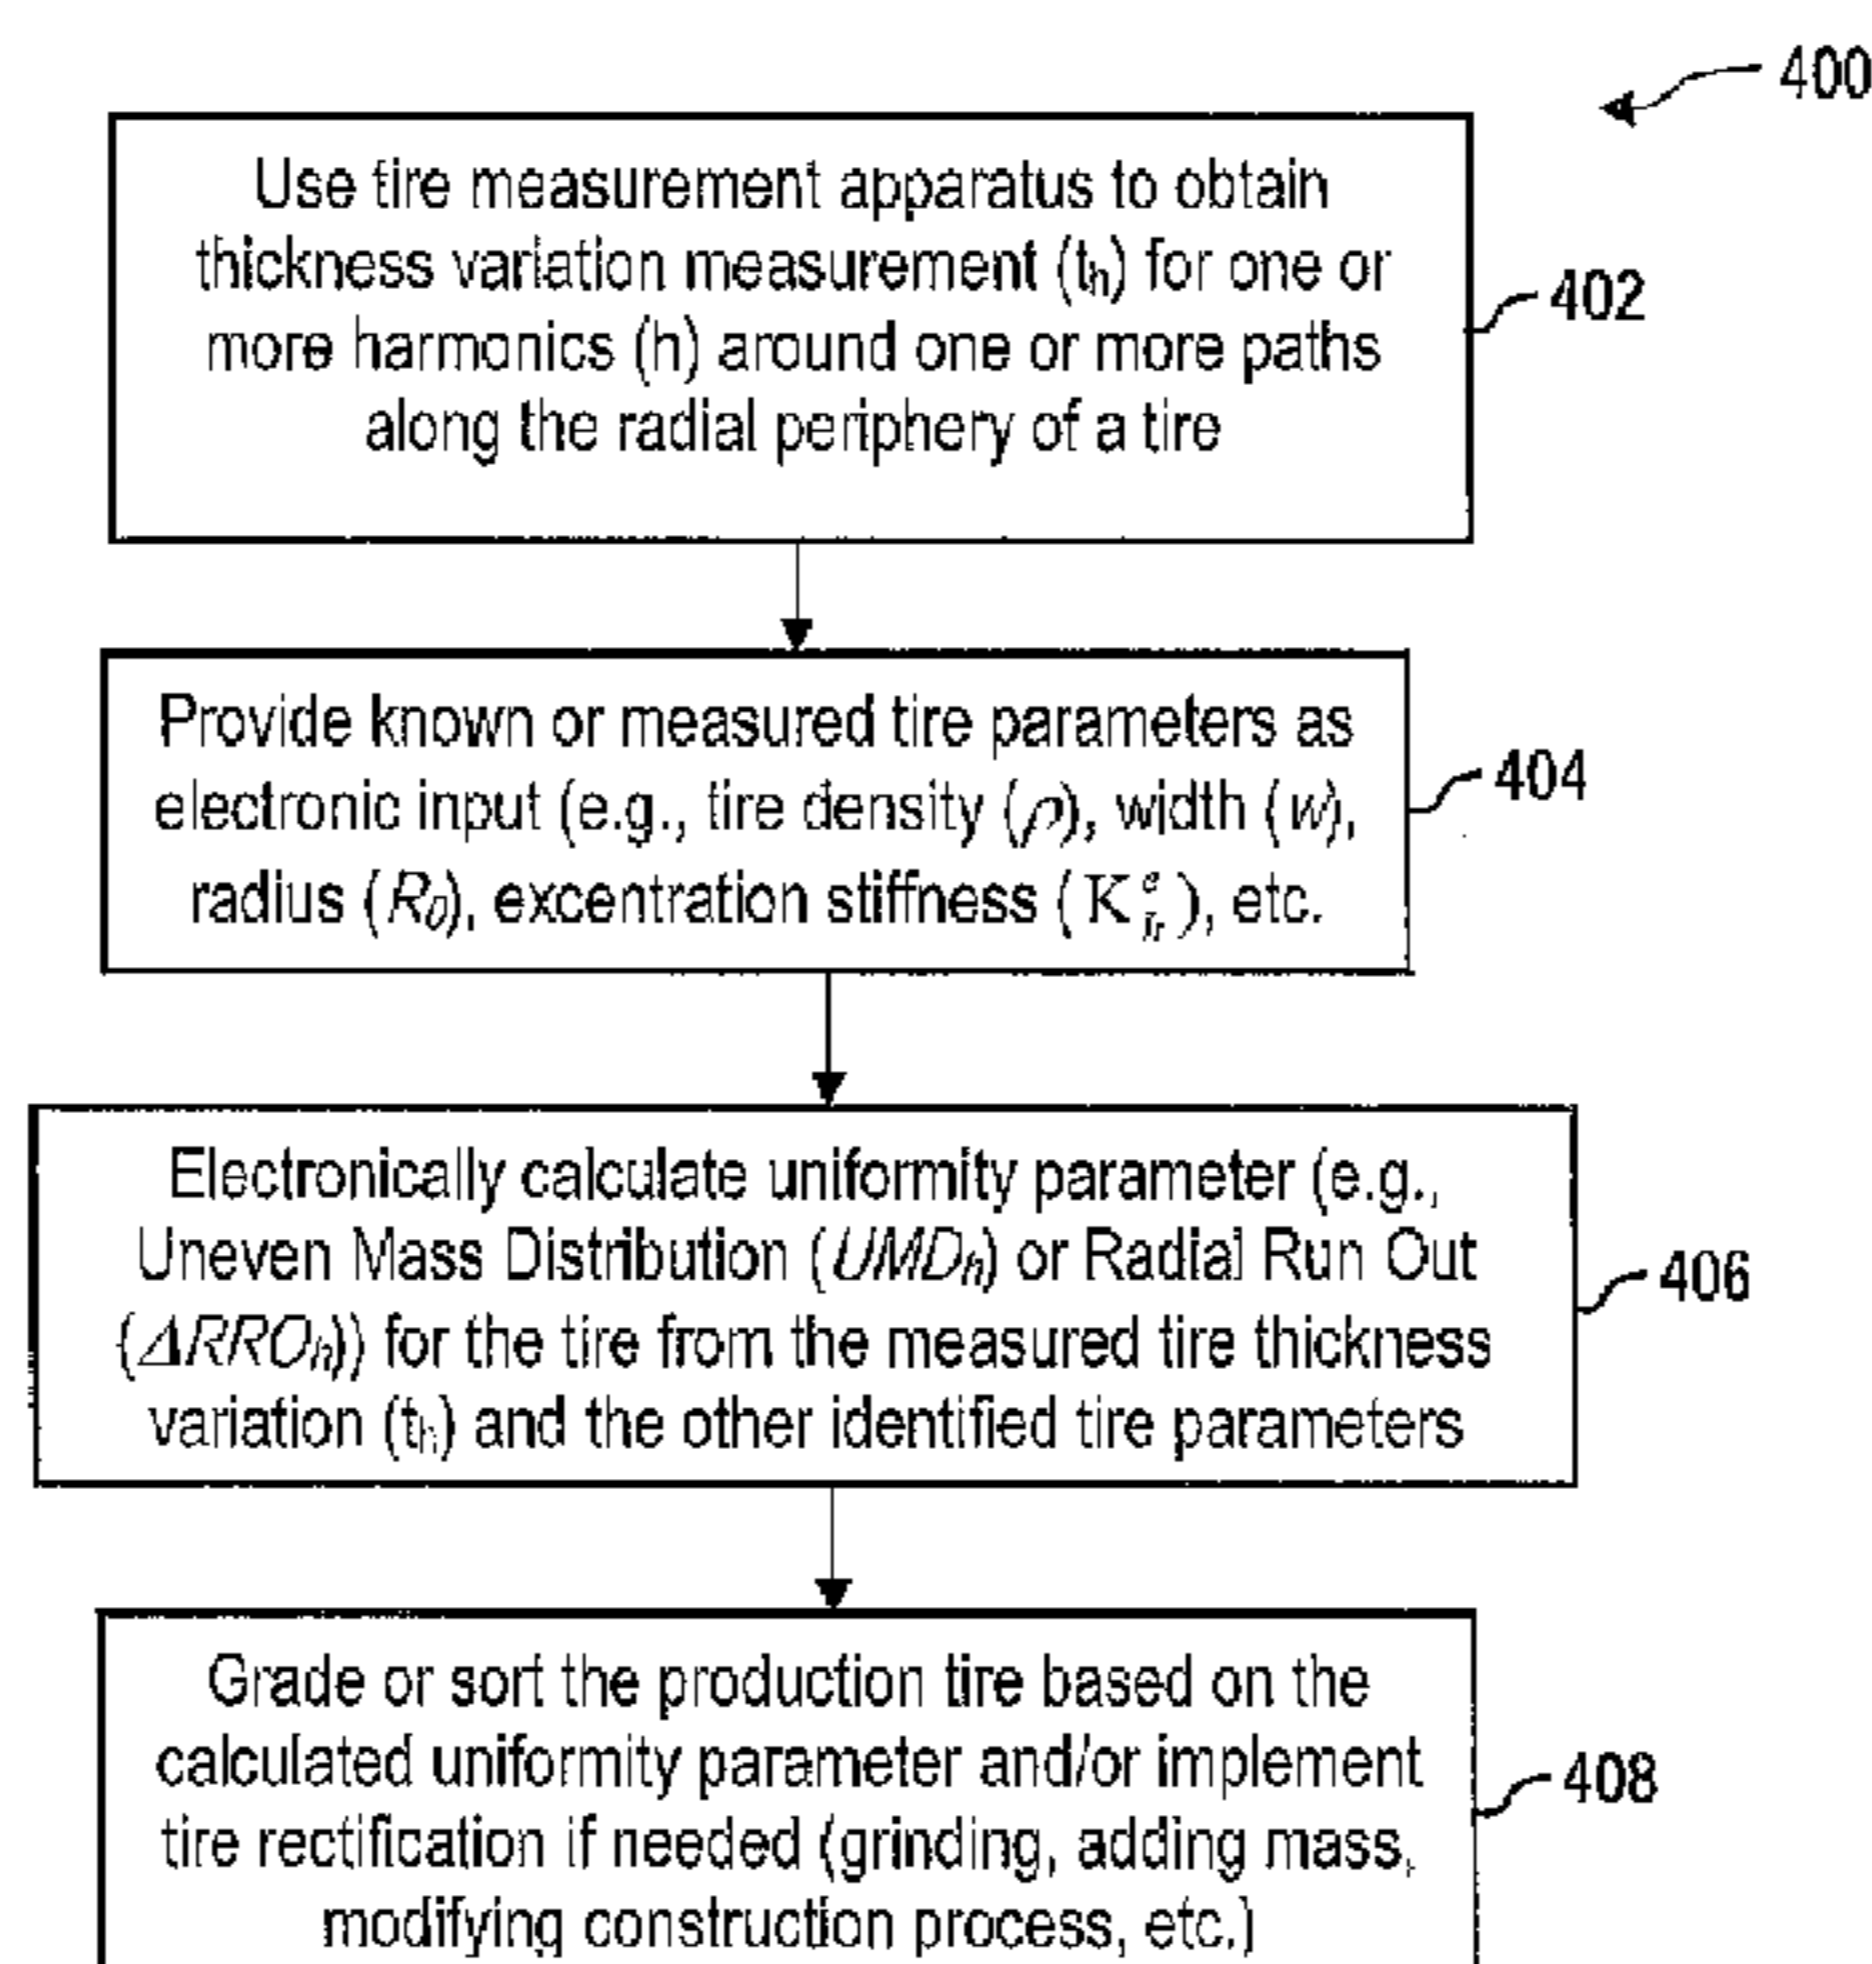 400
Use tire measurement apparatus to obtain
thickness variation measurement (tₕ) for one or
more harmonics (h) around one or more paths
along the radial periphery of a tire
402
Provide known or measured tire parameters as
electronic input (e.g., tire density (ρ), width (w),
radius (R₀), excentration stiffness (Kₕᵉ), etc.
404
Electronically calculate uniformity parameter (e.g.,
Uneven Mass Distribution (UMDₕ) or Radial Run Out
(ΔRROₕ)) for the tire from the measured tire thickness
variation (tₕ) and the other identified tire parameters
406
Grade or sort the production tire based on the
calculated uniformity parameter and/or implement
tire rectification if needed (grinding, adding mass,
modifying construction process, etc.)
408